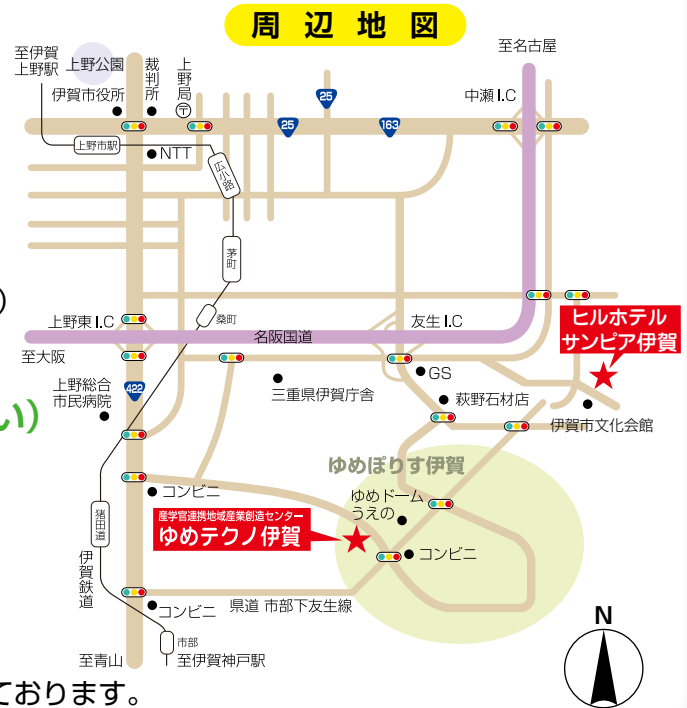 周辺地図
至名古屋
至伊賀
上野駅
上野公園
裁判所
上野局
〒
伊賀市役所
25
中瀬 I.C
25
163
上野市駅
NTT
広小路
茅町
)
桑町
上野東 I.C
友生 I.C
名阪国道
ヒルホテル
サンピア伊賀
至大阪
GS
三重県伊賀庁舎
萩野石材店
422
上野総合
市民病院
伊賀市文化会館
い)
ゆめぽりす伊賀
コンビニ
ゆめドーム
うえの
猪田道
産学官連携地域産業創造センター
ゆめテクノ伊賀
コンビニ
伊賀鉄道
コンビニ
県道 市部下友生線
市部
至青山
至伊賀神戸駅
N
ております。